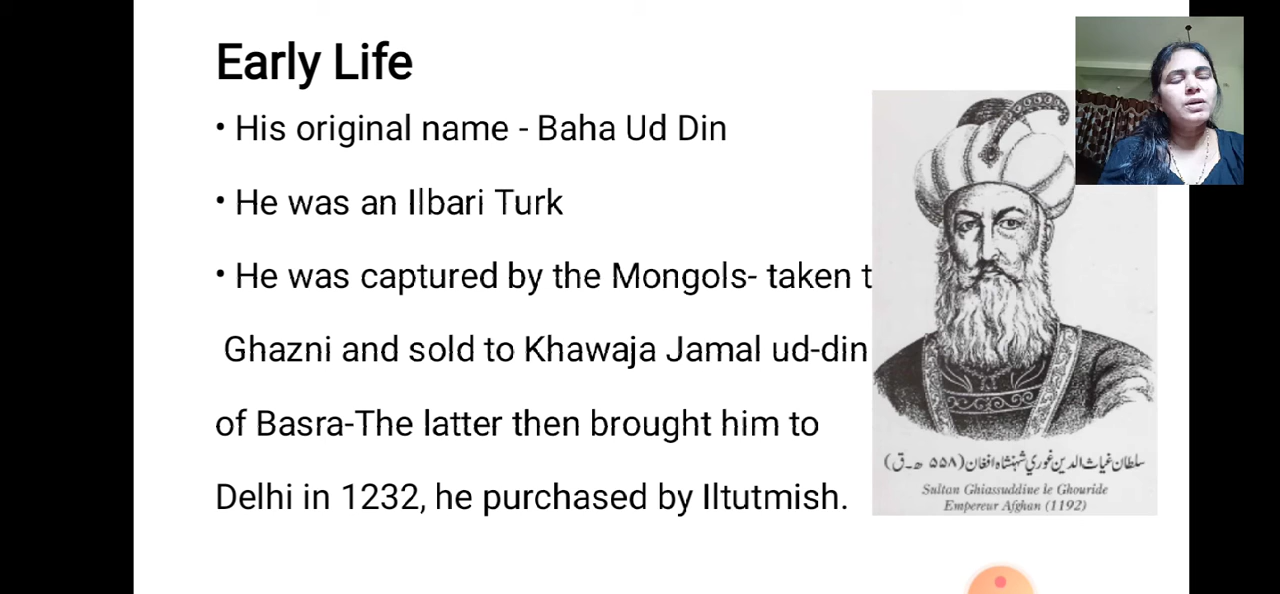 Early Life
• His original name - Baha Ud Din
• He was an Ilbari Turk
• He was captured by the Mongols- taken t
Ghazni and sold to Khawaja Jamal ud-din
of Basra-The latter then brought him to
Delhi in 1232, he purchased by Iltutmish.
سلطان غیاث الدین غوري شهنشاه افغان (۵۵۸ ھ-ق)
Sultan Ghiassuddine le Ghouride
Empereur Afghan (1192)